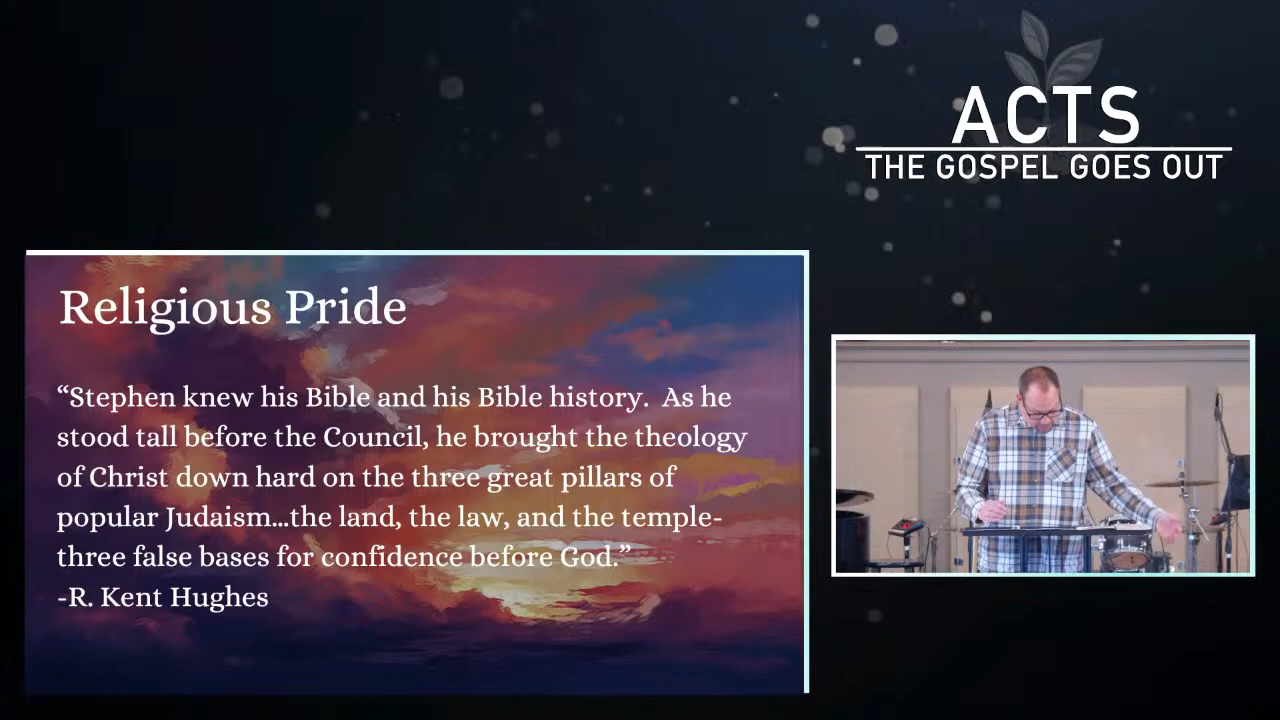 ACTS
THE GOSPEL GOES OUT
Religious Pride
“Stephen knew his Bible and his Bible history.  As he
stood tall before the Council, he brought the theology
of Christ down hard on the three great pillars of
popular Judaism...the land, the law, and the temple-
three false bases for confidence before God.”
-R. Kent Hughes